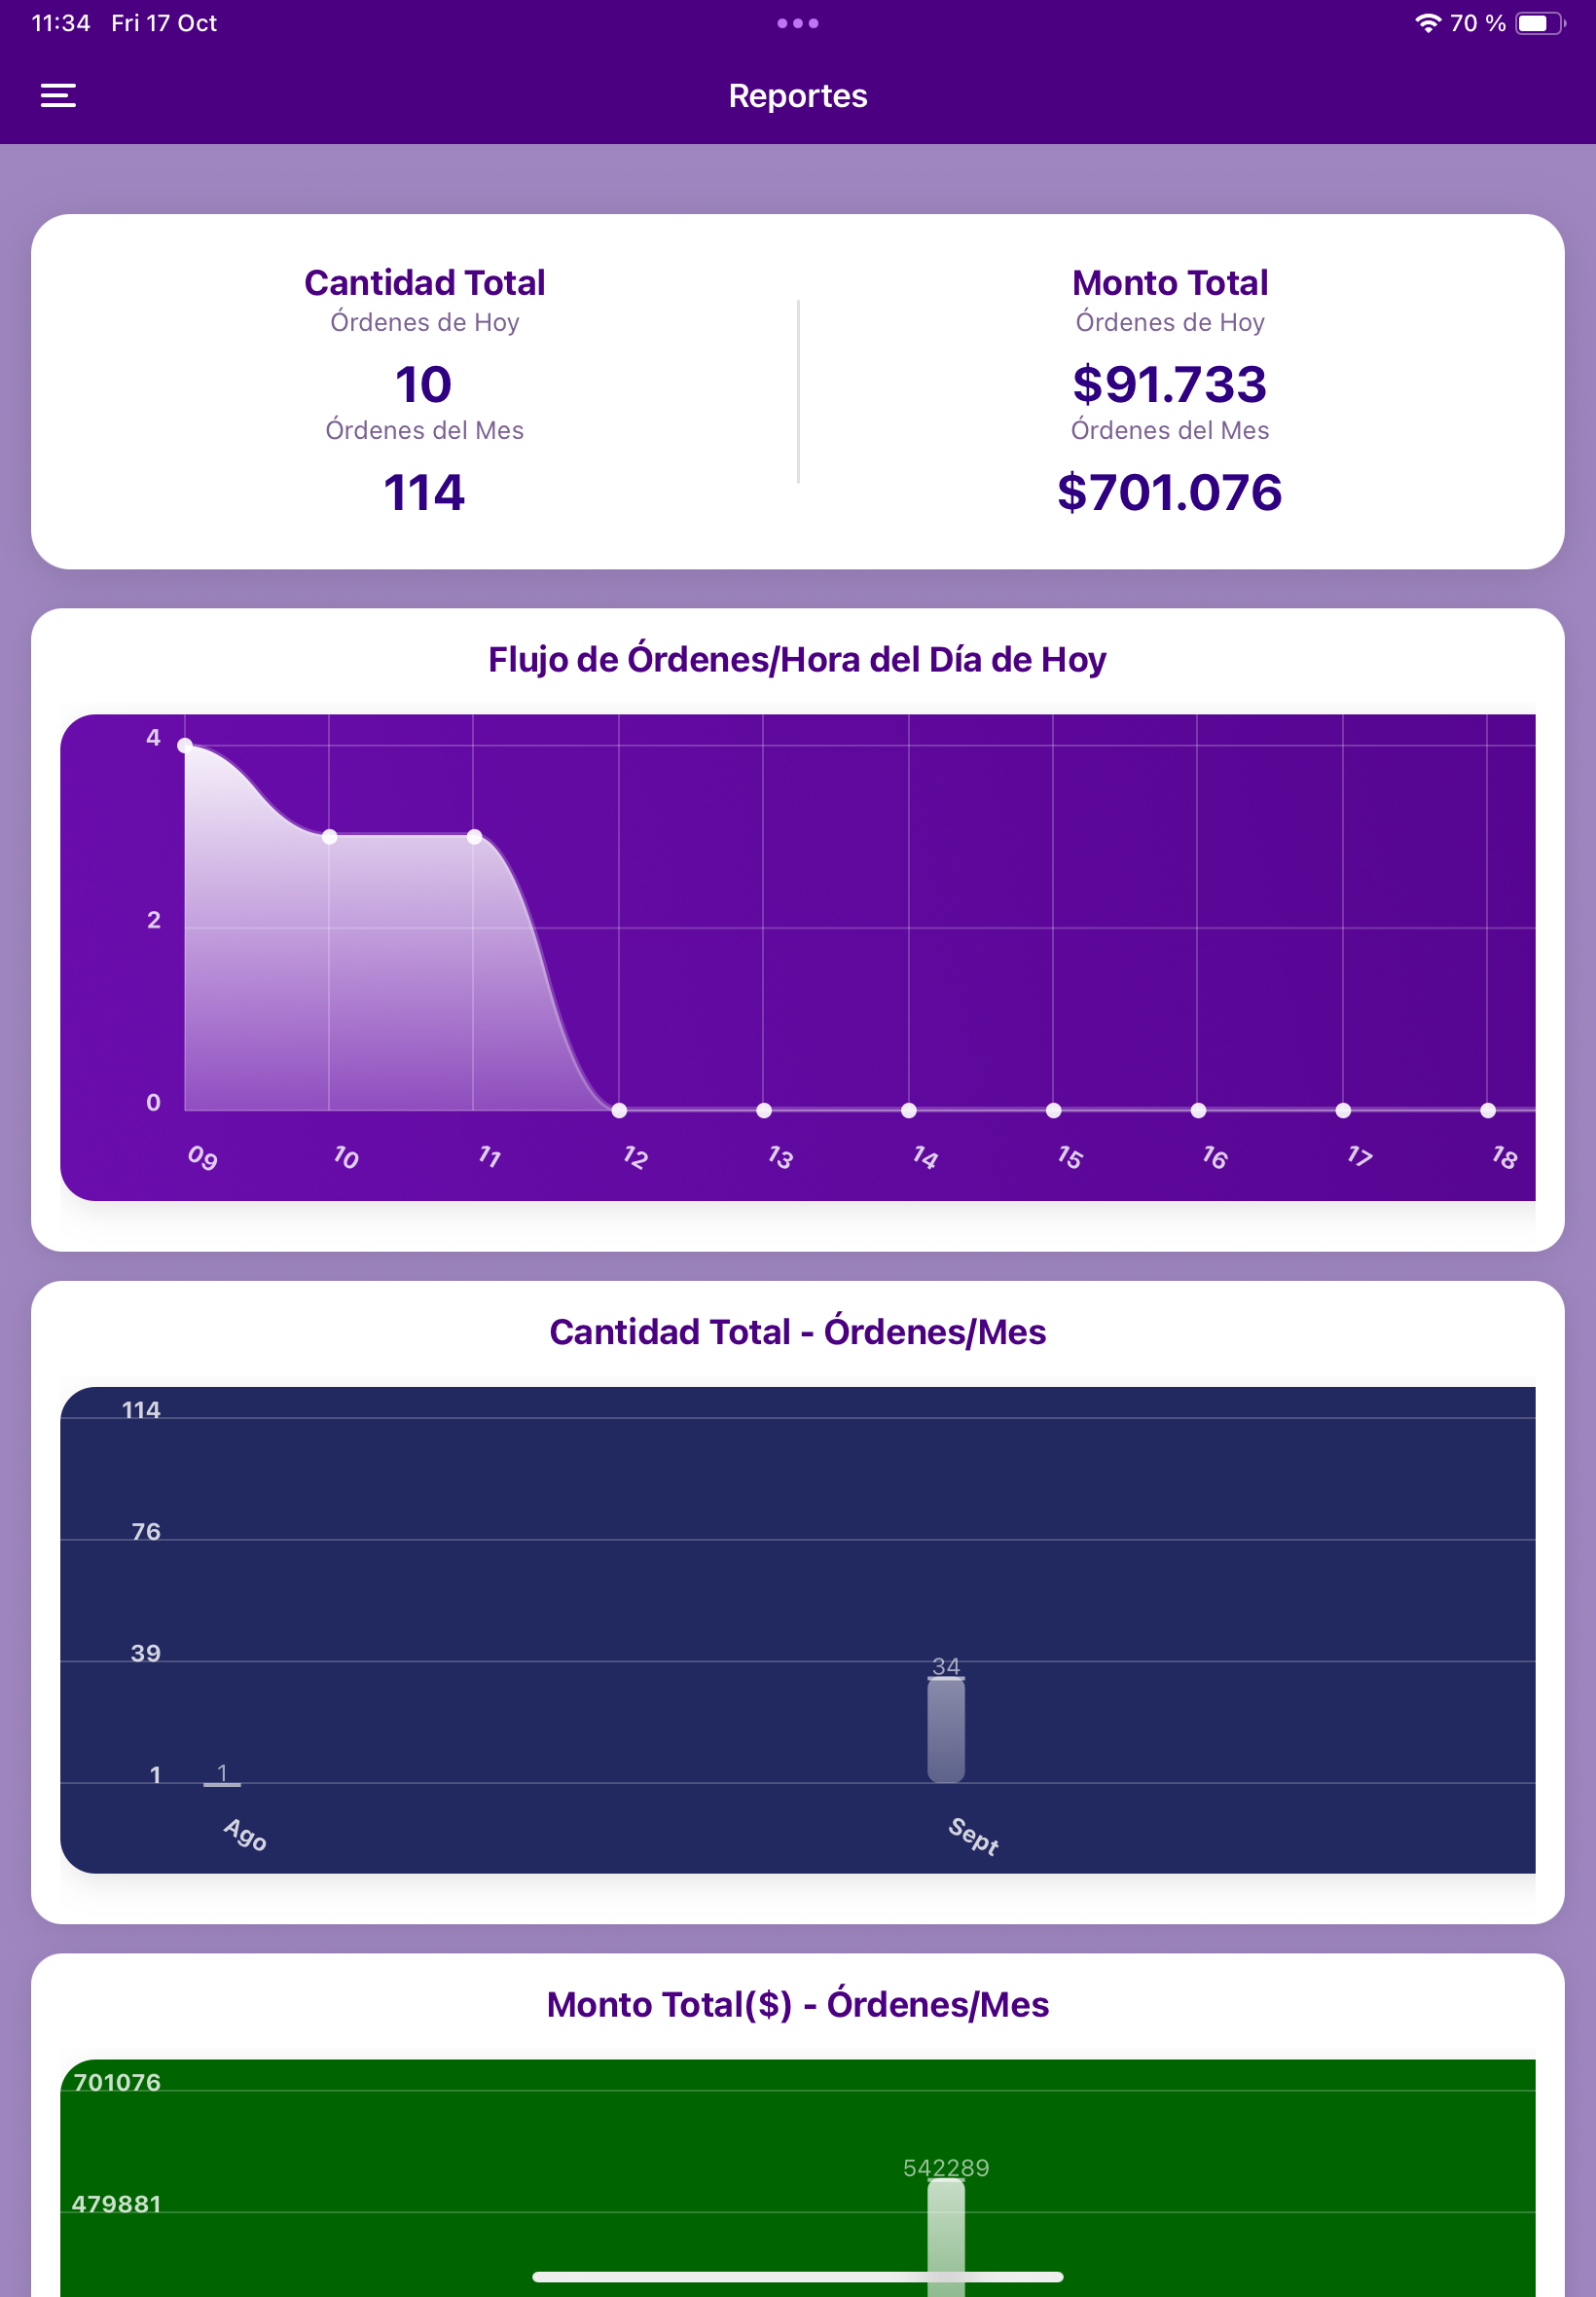 11:34 Fri 17 Oct
70 %
Reportes
Cantidad Total
Órdenes de Hoy
10
Órdenes del Mes
114
Monto Total
Órdenes de Hoy
$91.733
Órdenes del Mes
$701.076
Flujo de Órdenes/Hora del Día de Hoy
4
2
0
09 10 11 12 13 14 15 16 17 18
Cantidad Total - Órdenes/Mes
114
76
39
34
1
1
Ago Sept
Monto Total($) - Órdenes/Mes
701076
542289
479881